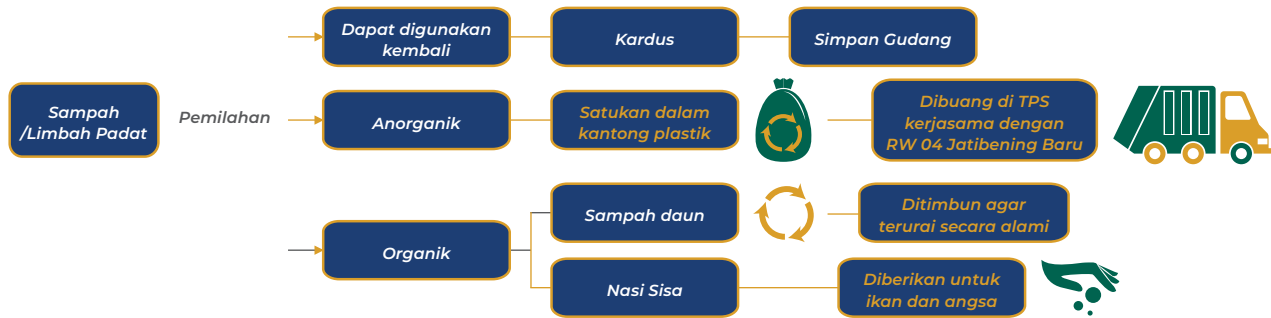 Sampah
/Limbah Padat
Pemilahan
Dapat digunakan
kembali
Kardus
Simpan Gudang
Anorganik
Satukan dalam
kantong plastik
Dibuang di TPS
kerjasama dengan
RW 04 Jatibening Baru
Organik
Sampah daun
Ditimbun agar
terurai secara alami
Nasi Sisa
Diberikan untuk
ikan dan angsa